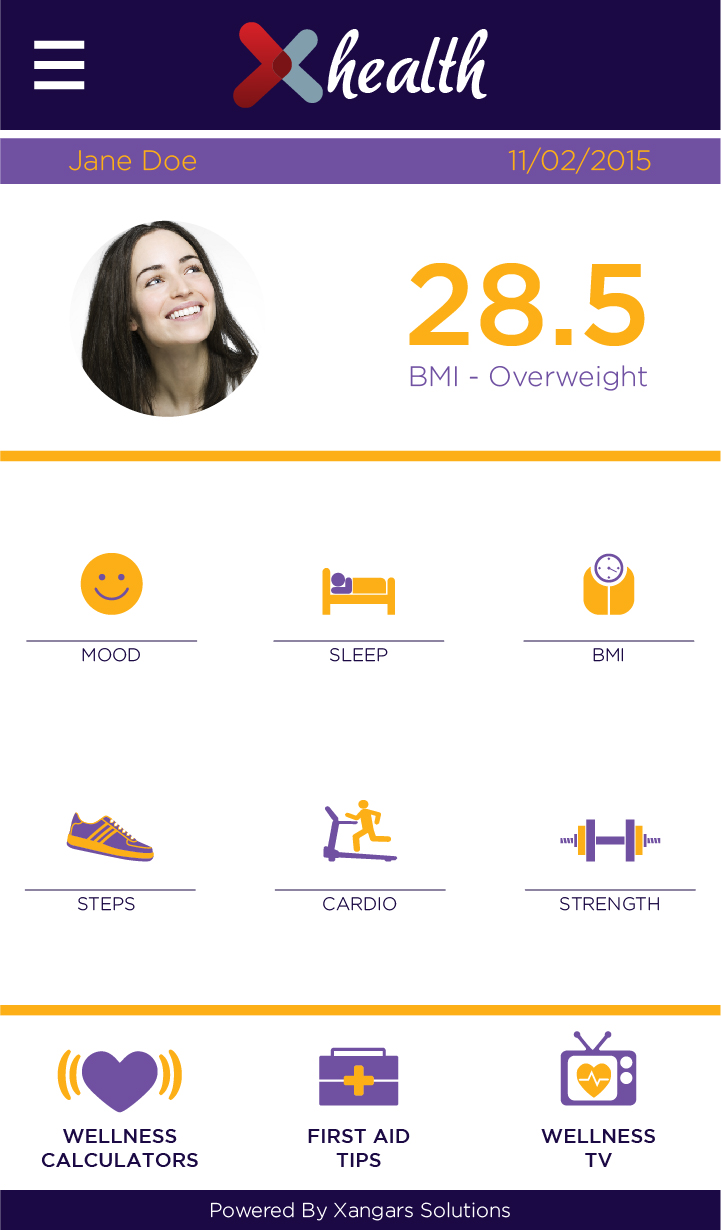 health
Jane Doe 11/02/2015
28.5
BMI - Overweight
MOOD SLEEP BMI
STEPS CARDIO STRENGTH
WELLNESS FIRST AID WELLNESS
CALCULATORS TIPS TV
Powered By Xangars Solutions